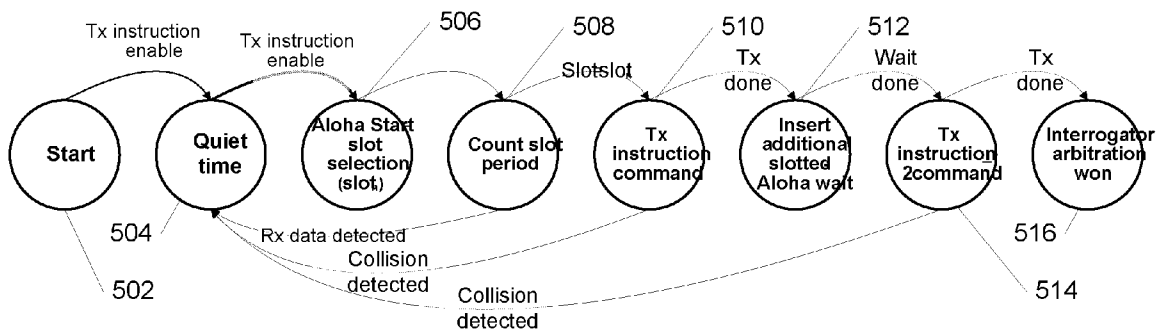 Tx instruction
enable
Tx instruction
enable
506
508
510
512
Slotslot
Tx
done
Wait
done
Tx
done
Start
Quiet
time
Aloha Start
slot
selection
(slot,)
Count slot
period
Tx
instruction
command
Insert
additional
slotted-
Aloha wait
Tx
instruction_
2command
Interrogator
arbitration
won
504
Rx data detected
516
Collision
detected
502
Collision
detected
514